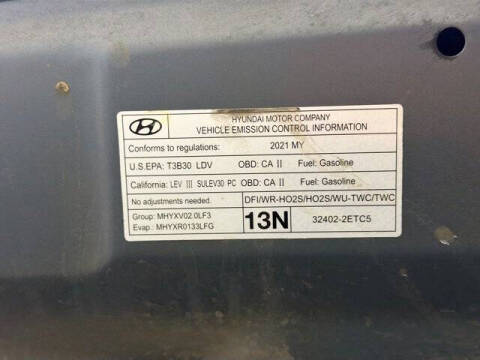 HYUNDAI MOTOR COMPANY
VEHICLE EMISSION CONTROL INFORMATION
Conforms to regulations: 2021 MY
U.S.EPA: T3B30 LDV OBD: CA II Fuel: Gasoline
California: LEV III SULEV30 PC OBD: CA II Fuel: Gasoline
No adjustments needed. DFI/WR-HO2S/HO2S/WU-TWC/TWC
Group: MHYXV02.0LF3
Evap.: MHYXR0133LFG
13N
32402-2ETC5